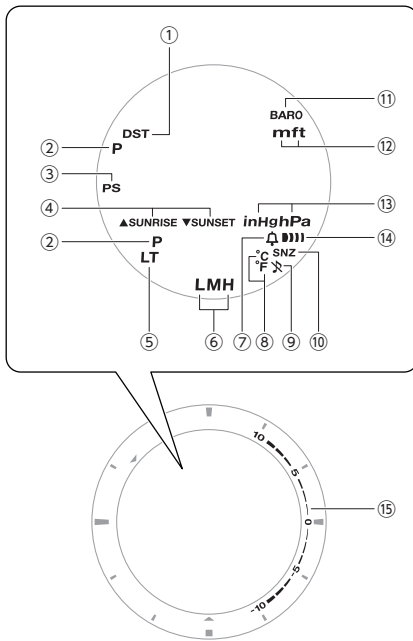 ①
⑪
BARO
DST
② P
mft
⑫
③ PS
④
⑬
▲SUNRISE ▼SUNSET
inHghPa
② P
⑭
LT
°C SNZ
°F
LMH
⑤ ⑥ ⑦ ⑧ ⑨ ⑩
10
5
0
⑮
-5
-10